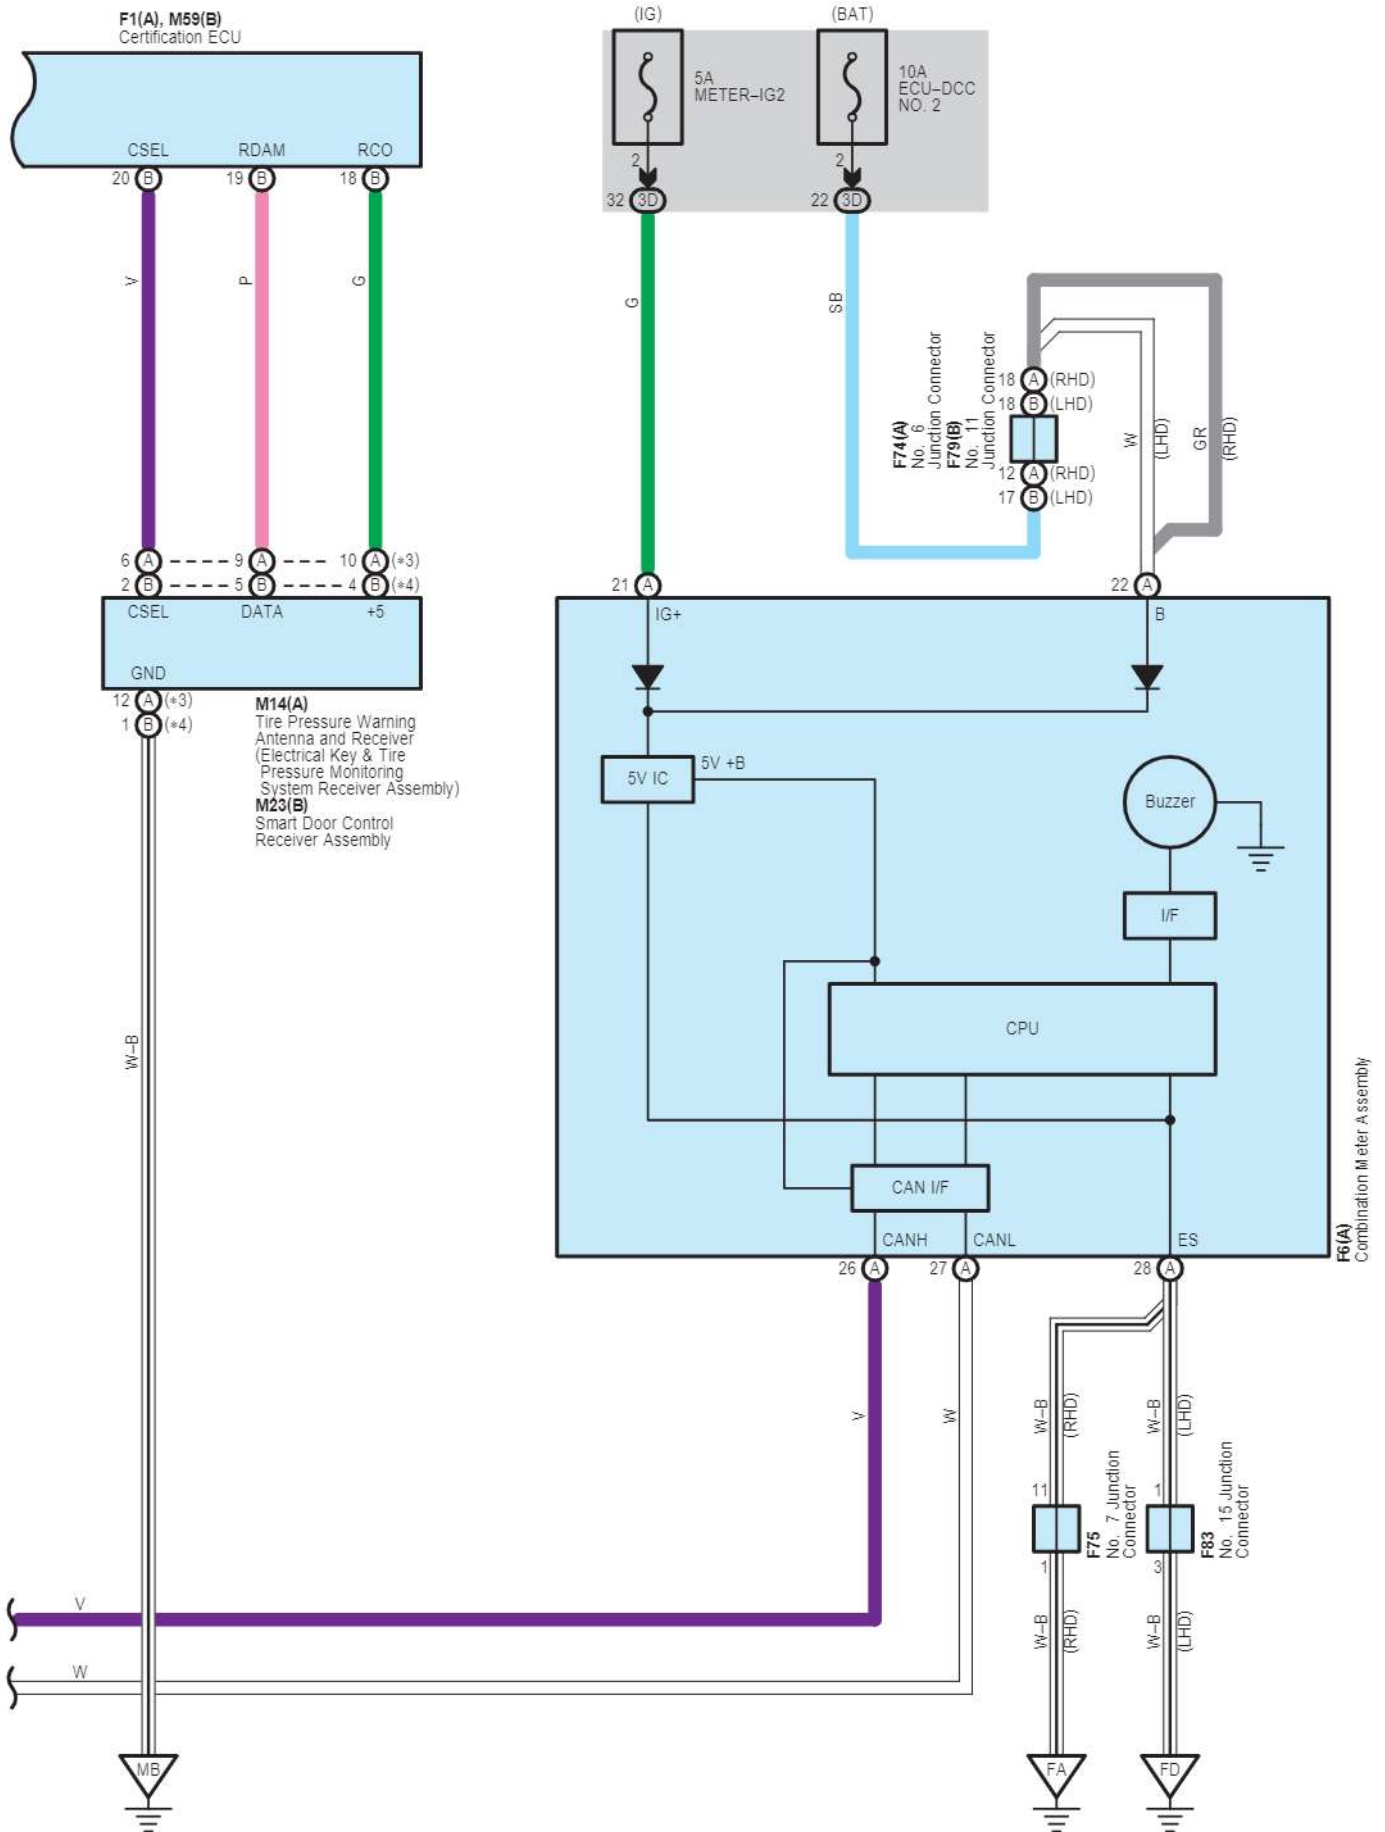 F1(A), M59(B)
Certification ECU
CSEL
RDAM
RCO
20 B
19 B
18 B
V
P
G
6 A
9 A
10 A (*3)
2 B
5 B
4 B (*4)
CSEL
DATA
+5
GND
12 A (*3)
1 B (*4)
M14(A)
Tire Pressure Warning
Antenna and Receiver
(Electrical Key & Tire
Pressure Monitoring
System Receiver Assembly)
M23(B)
Smart Door Control
Receiver Assembly
W–B
(IG)
(BAT)
5A
METER–IG2
10A
ECU–DCC
NO. 2
2
2
32 3D
22 3D
G
SB
F74(A)
No. 6
Junction Connector
F79(B)
No. 11
Junction Connector
18 A (RHD)
18 B (LHD)
12 A (RHD)
17 B (LHD)
W
(LHD)
GR
(RHD)
21 A
22 A
IG+
B
5V IC
5V +B
Buzzer
I/F
CPU
CAN I/F
CANH
CANL
ES
F6(A)
Combination Meter Assembly
26 A
27 A
28 A
V
W
W–B
(RHD)
W–B
(LHD)
11
1
F75
No. 7 Junction
Connector
1
3
F83
No. 15 Junction
Connector
W–B
(RHD)
W–B
(LHD)
V
W
MB
FA
FD